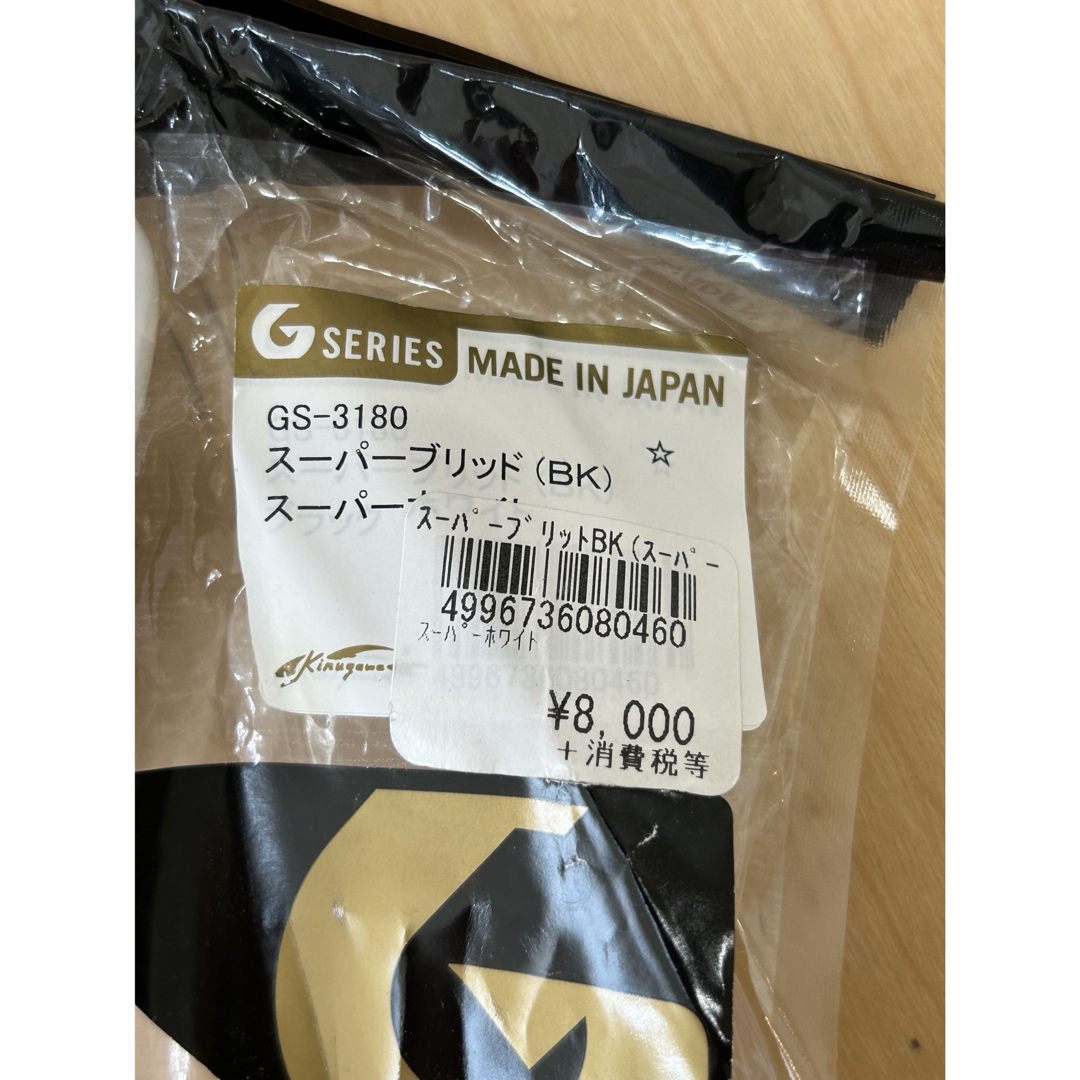 G SERIES MADE IN JAPAN
GS-3180
スーパーブリッド(BK) ☆
スーパー
スーパーブリットBK(スーパー
4996736080460
スーパーホワイト
Kinugawa
¥8,000
+消費税等